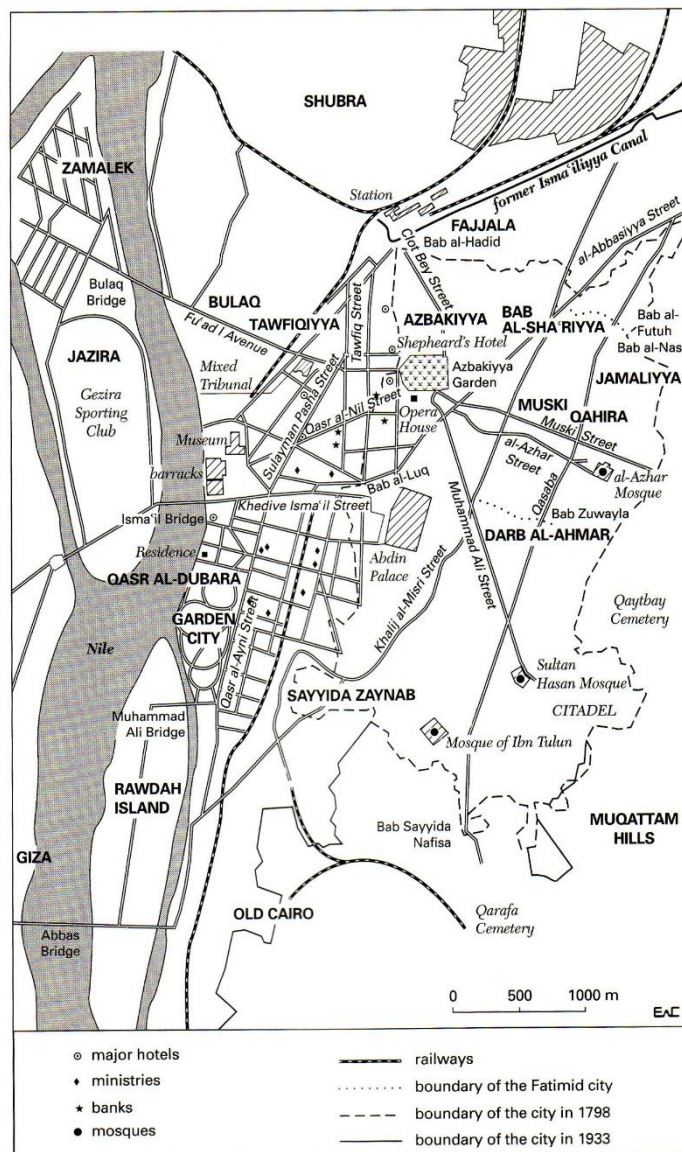 SHUBRA
ZAMALEK
former Isma‘iliyya Canal
Station
FAJJALA
Bab al-Hadid
al-Abbasiyya Street
Clot Bey Street
Bulaq
Bridge
BULAQ
Fu'ad I Avenue
TAWFIQIYYA
Tawfiq Street
AZBAKIYYA
BAB
AL-SHA‘RIYYA
Bab al-
Futuh
Bab al-Nasr
Shepheard's Hotel
JAZIRA
Mixed
Tribunal
Azbakiyya
Garden
JAMALIYYA
Gezira
Sporting
Club
Sulayman Pasha Street
Qasr al-Nil Street
Opera
House
MUSKI
QAHIRA
Muski Street
Museum
al-Azhar
Street
barracks
Bab al-Luq
Qasaba
al-Azhar
Mosque
Khedive Isma‘il Street
Isma‘il Bridge
Muhammad Ali Street
Bab Zuwayla
DARB AL-AHMAR
Residence
Abdin
Palace
QASR AL-DUBARA
Khalij al-Misri Street
Qaytbay
Cemetery
GARDEN
CITY
Qasr al-Ayni Street
Nile
Sultan
Hasan Mosque
SAYYIDA ZAYNAB
CITADEL
Muhammad
Ali Bridge
Mosque of Ibn Tulun
RAWDAH
ISLAND
Bab Sayyida
Nafisa
MUQATTAM
HILLS
GIZA
OLD CAIRO
Qarafa
Cemetery
Abbas
Bridge
0 500 1000 m
major hotels
ministries
banks
mosques
railways
boundary of the Fatimid city
boundary of the city in 1798
boundary of the city in 1933